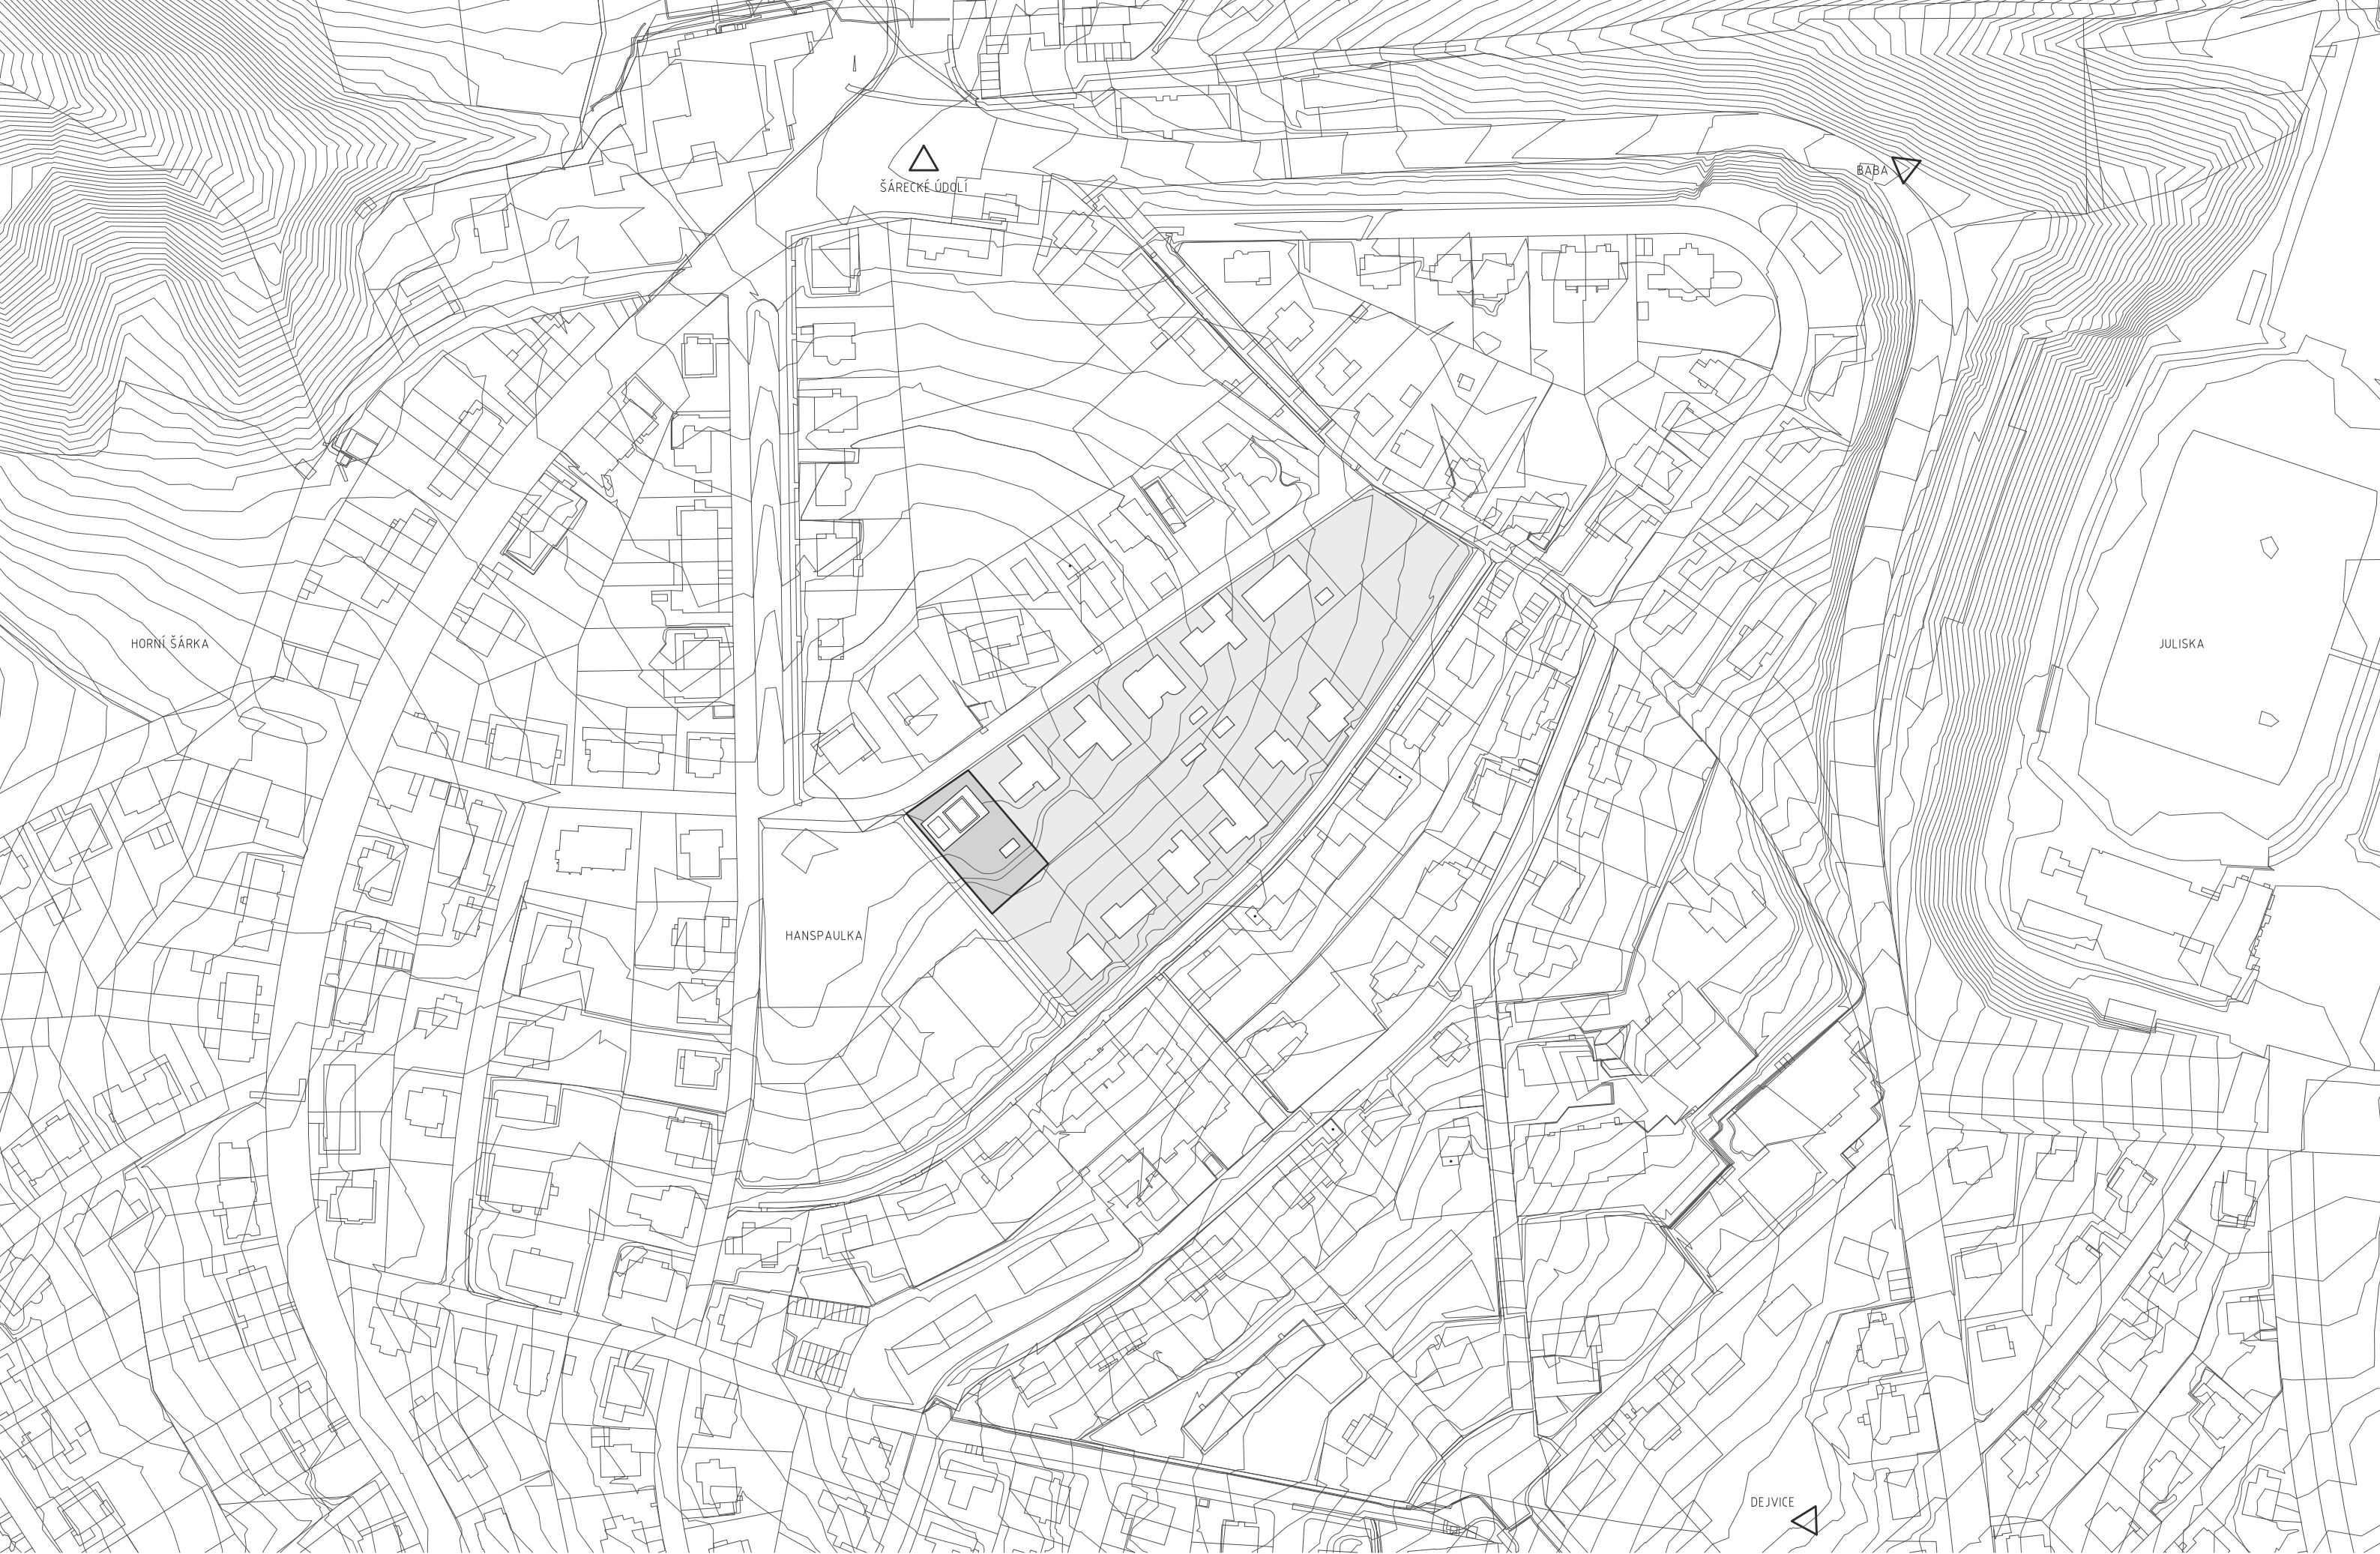 BABA
ŠÁRECKÉ ÚDOLÍ
HORNÍ ŠÁRKA
JULISKA
HANSPAULKA
DEJVICE